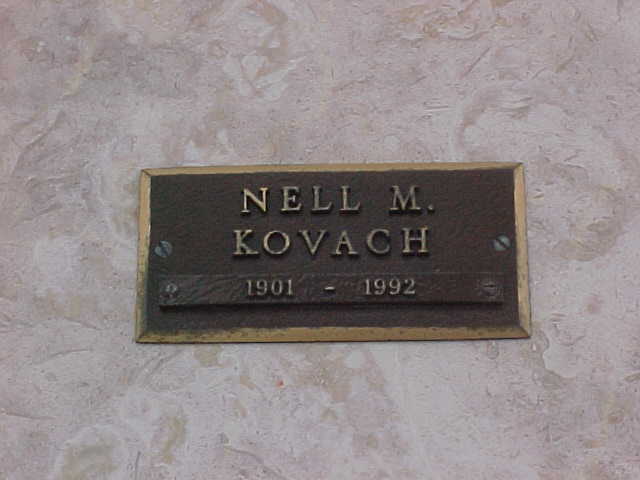 NELL M.
KOVACH
1901 - 1992